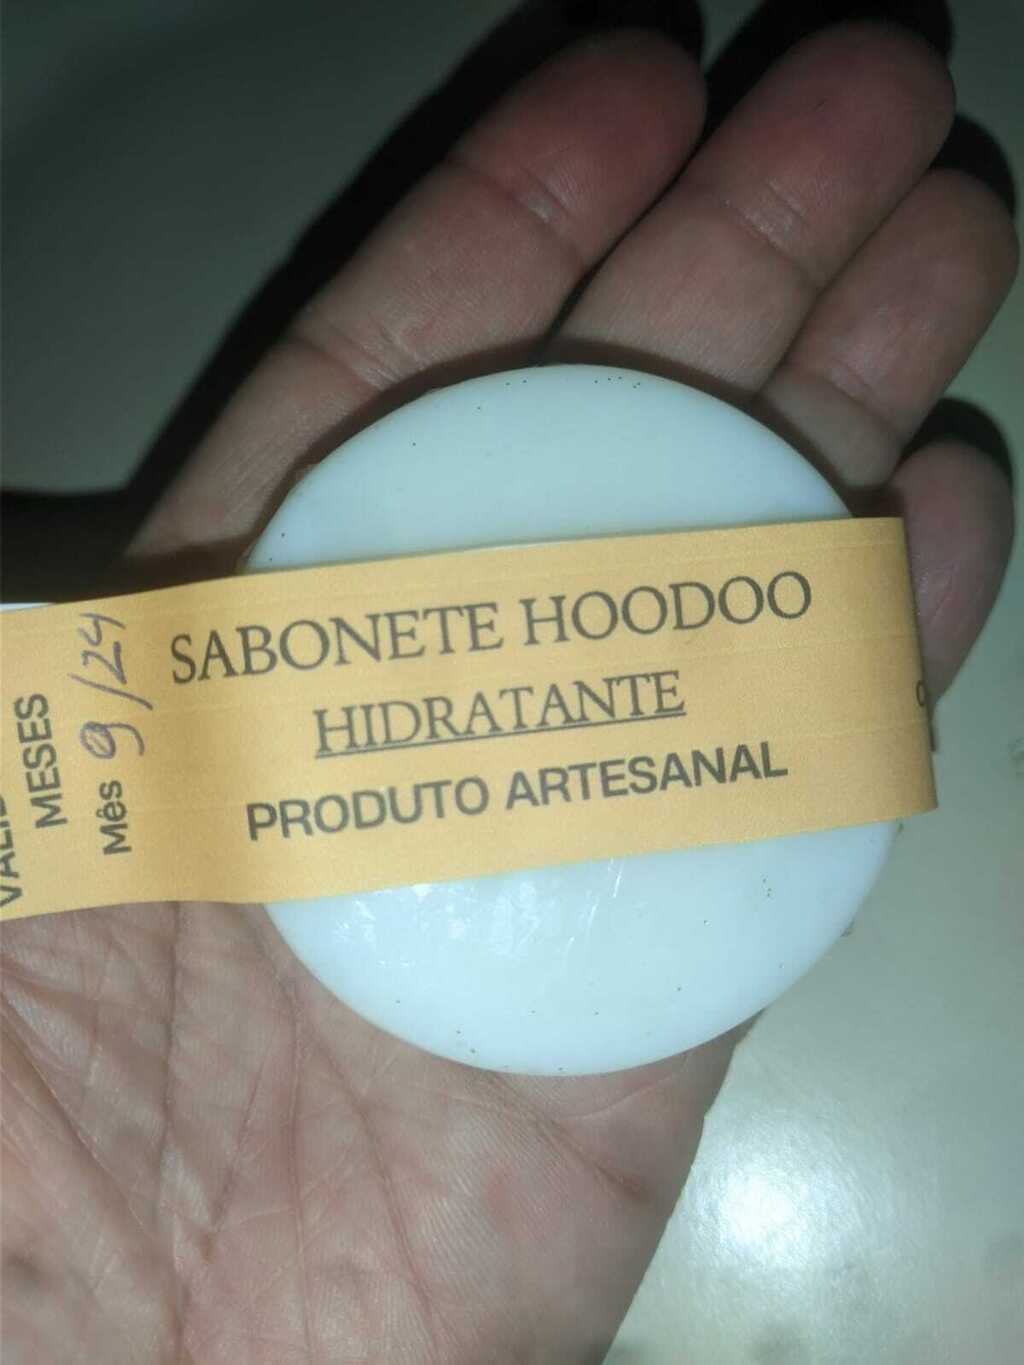 SABONETE HOODOO
HIDRATANTE
PRODUTO ARTESANAL
MESES
Mês 9/24